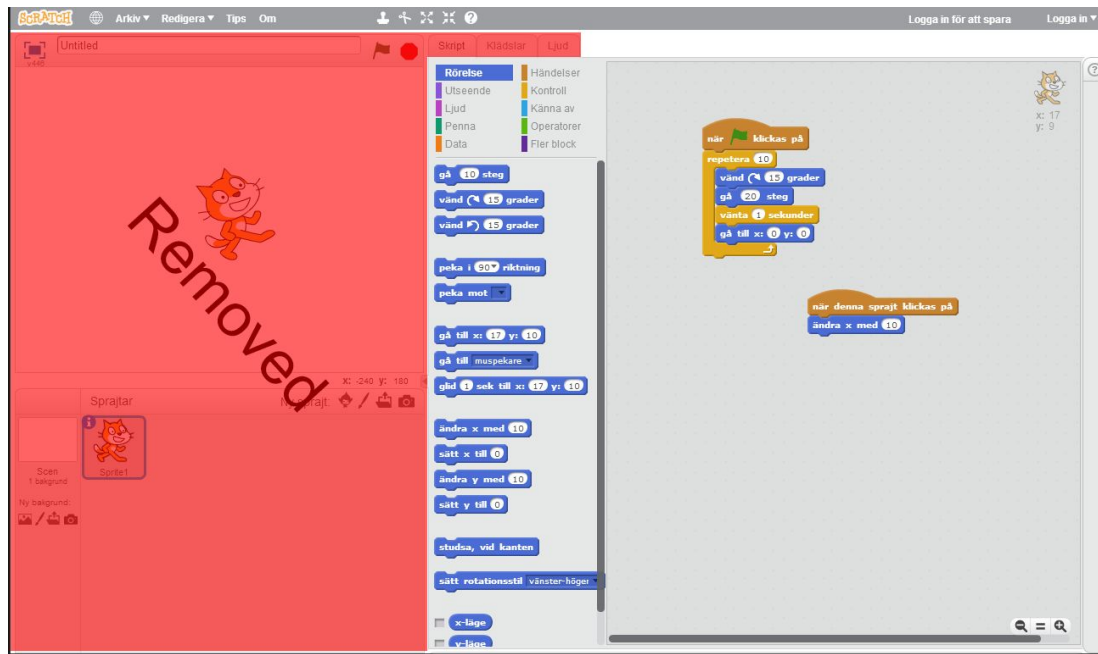 SCRATCH Arkiv Redigera Tips Om Logga in för att spara Logga in
Untitled
v446
Skript Klädslar Ljud
Rörelse Händelser
Utseende Kontroll
Ljud Känna av
Penna Operatorer
Data Fler block
gå 10 steg
vänd 15 grader
vänd 15 grader
peka i 90 riktning
peka mot
gå till x: 17 y: 10
gå till muspekare
glid 1 sek till x: 17 y: 10
ändra x med 10
sätt x till 0
ändra y med 10
sätt y till 0
studsa, vid kanten
sätt rotationsstil vänster-höger
x-läge
y-läge
x: 17
y: 9
när klickas på
repetera 10
vänd 15 grader
gå 20 steg
vänta 1 sekunder
gå till x: 0 y: 0
när denna sprajt klickas på
ändra x med 10
Removed
x: -240 y: 180
Sprajtar Ny sprajt:
Scen
1 bakgrund
Sprite1
Ny bakgrund: